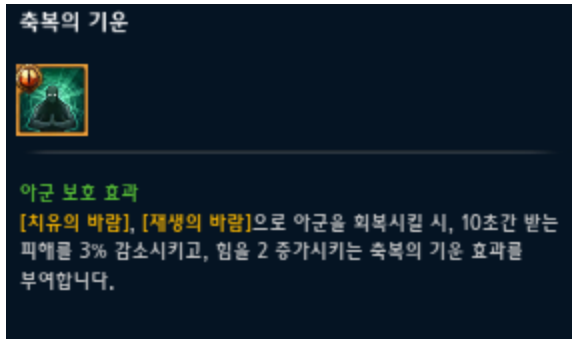 축복의 기운
아군 보호 효과
[치유의 바람], [재생의 바람]으로 아군을 회복시킬 시, 10초간 받는
피해를 3% 감소시키고, 힘을 2 증가시키는 축복의 기운 효과를
부여합니다.